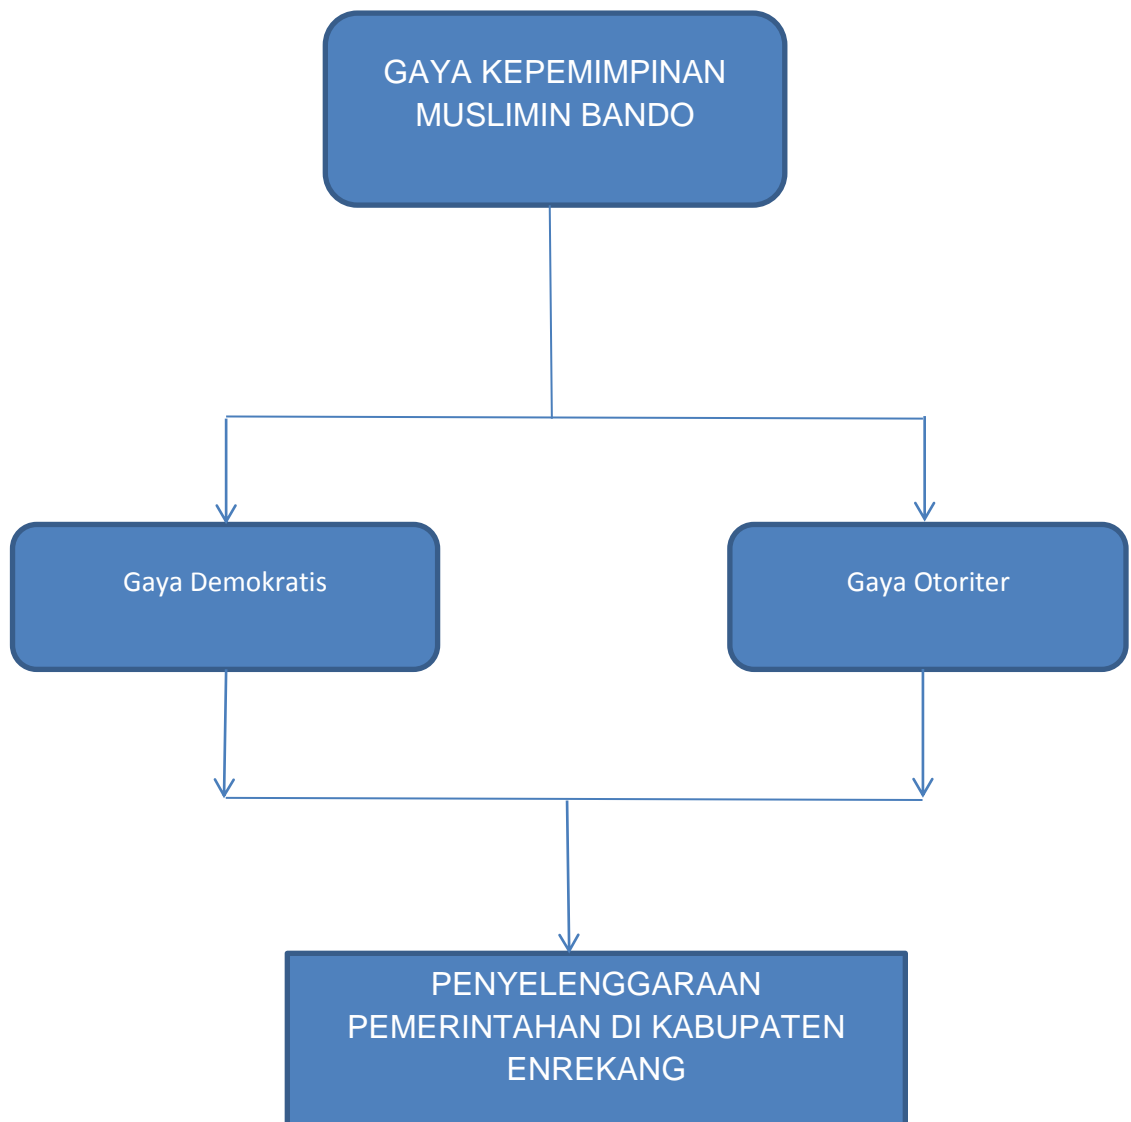 GAYA KEPEMIMPINAN
MUSLIMIN BANDO
Gaya Demokratis
Gaya Otoriter
PENYELENGGARAAN
PEMERINTAHAN DI KABUPATEN
ENREKANG